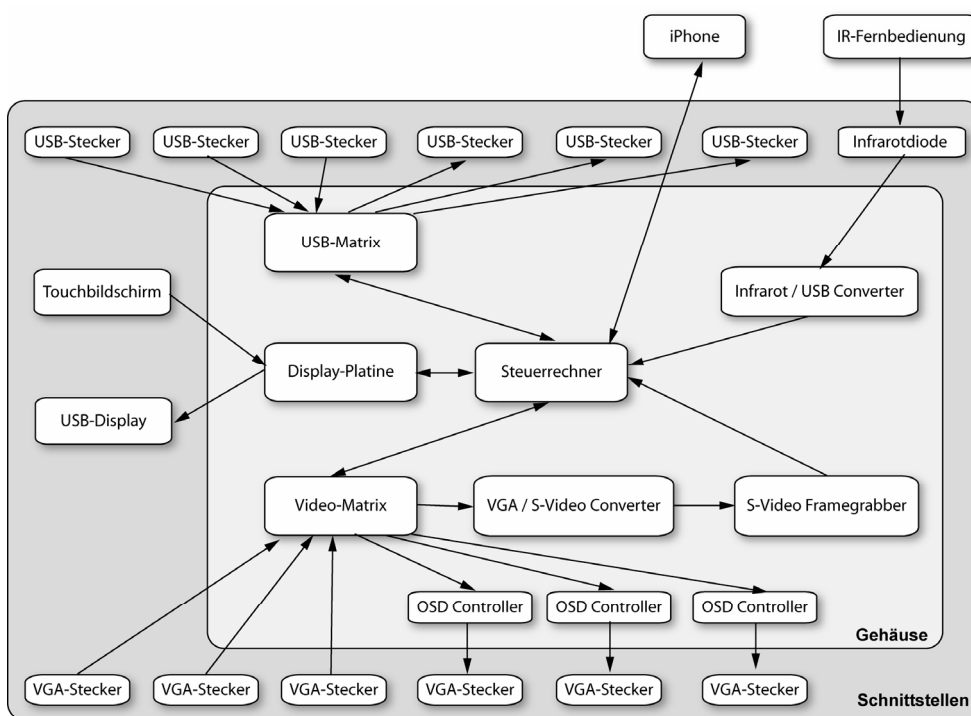 iPhone
IR-Fernbedienung
USB-Stecker
USB-Stecker
USB-Stecker
USB-Stecker
USB-Stecker
USB-Stecker
Infrarotdiode
USB-Matrix
Touchbildschirm
Infrarot / USB Converter
Display-Platine
Steuerrechner
USB-Display
Video-Matrix
VGA / S-Video Converter
S-Video Framegrabber
OSD Controller
OSD Controller
OSD Controller
Gehäuse
VGA-Stecker
VGA-Stecker
VGA-Stecker
VGA-Stecker
VGA-Stecker
VGA-Stecker
Schnittstellen